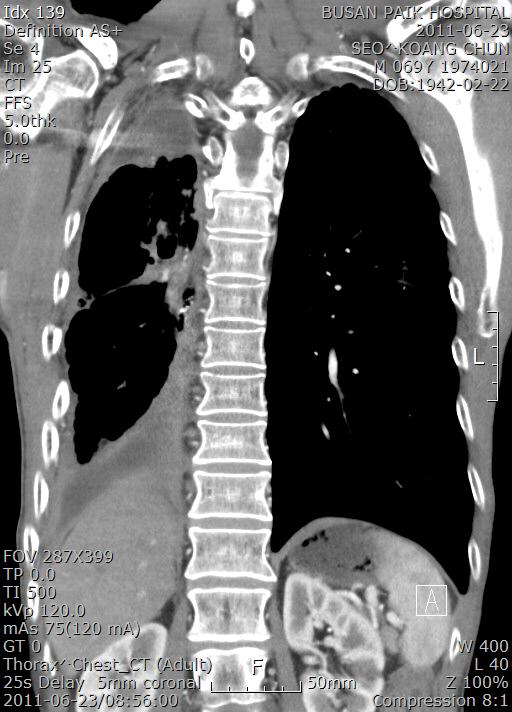 Idx 139
Definition AS+
Se 4
Im 25
CT
FFS
5.0thk
0.0
Pre
BUSAN PAIK HOSPITAL
2011-06-23
SEO^KOANG CHUN
M 069Y 1974021
DOB:1942-02-22
L
A
FOV 287X399
TP 0.0
TI 500
kVp 120.0
mAs 75(120 mA)
GT 0
Thorax^Chest_CT (Adult)
25s Delay 5mm coronal
2011-06-23/08:56:00
F
50mm
W 400
L 40
Z 100%
Compression 8:1